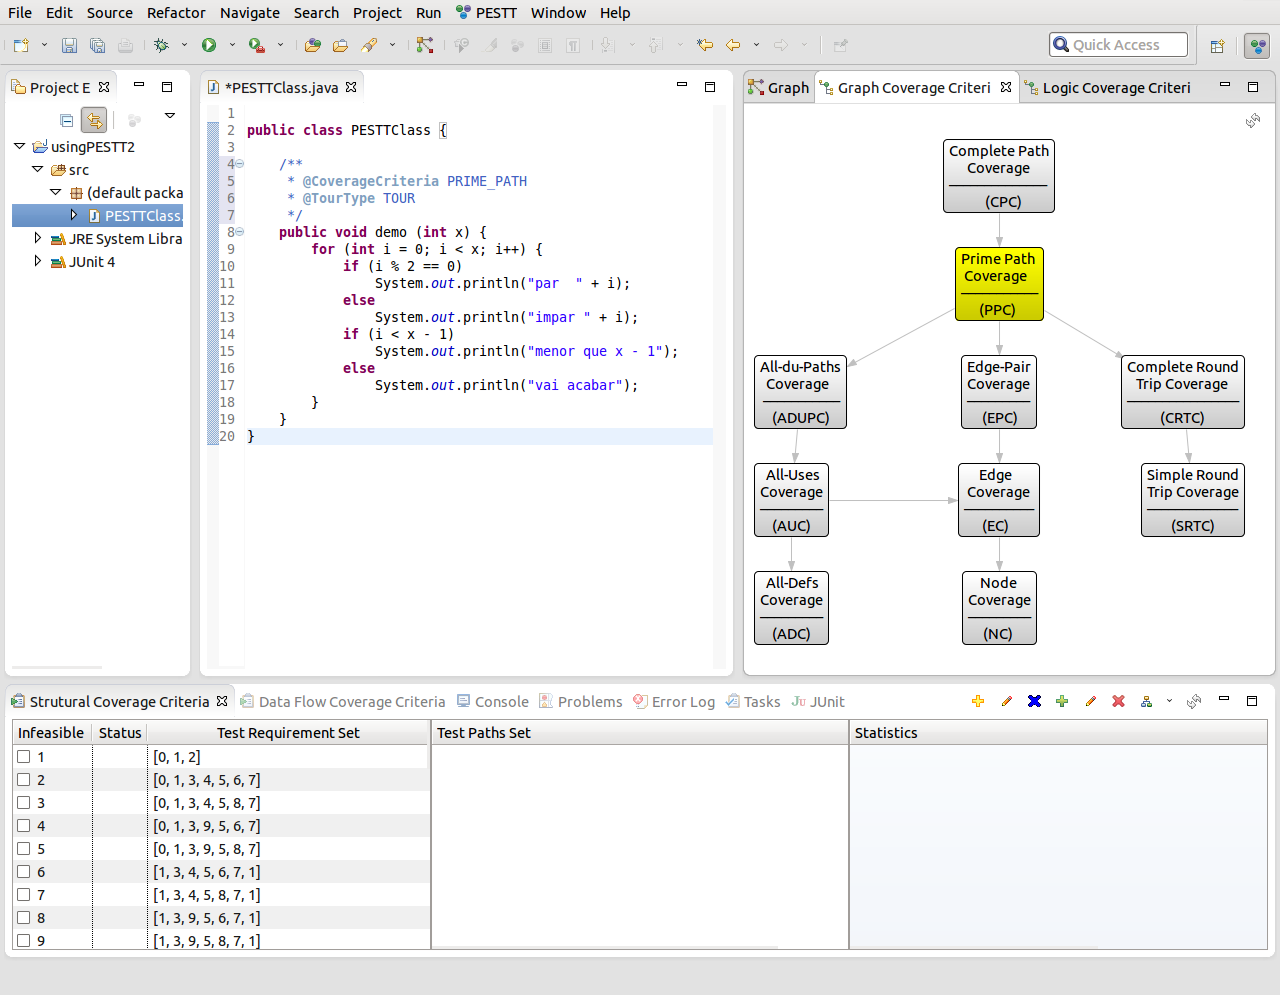 File Edit Source Refactor Navigate Search Project Run PESTT Window Help
Quick Access
Project E
usingPESTT2
src
(default packa
PESTTClass.
JRE System Libra
JUnit 4
*PESTTClass.java
1
2 public class PESTTClass {
3
4 /**
5 * @CoverageCriteria PRIME_PATH
6 * @TourType TOUR
7 */
8 public void demo (int x) {
9 for (int i = 0; i < x; i++) {
10 if (i % 2 == 0)
11 System.out.println("par  " + i);
12 else
13 System.out.println("impar " + i);
14 if (i < x - 1)
15 System.out.println("menor que x - 1");
16 else
17 System.out.println("vai acabar");
18 }
19 }
20 }
Graph Graph Coverage Criteri Logic Coverage Criteri
Complete Path
Coverage
(CPC)
Prime Path
Coverage
(PPC)
All-du-Paths
Coverage
(ADUPC)
Edge-Pair
Coverage
(EPC)
Complete Round
Trip Coverage
(CRTC)
All-Uses
Coverage
(AUC)
Edge
Coverage
(EC)
Simple Round
Trip Coverage
(SRTC)
All-Defs
Coverage
(ADC)
Node
Coverage
(NC)
Strutural Coverage Criteria Data Flow Coverage Criteria Console Problems Error Log Tasks JUnit
Infeasible Status Test Requirement Set Test Paths Set Statistics
1 [0, 1, 2]
2 [0, 1, 3, 4, 5, 6, 7]
3 [0, 1, 3, 4, 5, 8, 7]
4 [0, 1, 3, 9, 5, 6, 7]
5 [0, 1, 3, 9, 5, 8, 7]
6 [1, 3, 4, 5, 6, 7, 1]
7 [1, 3, 4, 5, 8, 7, 1]
8 [1, 3, 9, 5, 6, 7, 1]
9 [1, 3, 9, 5, 8, 7, 1]